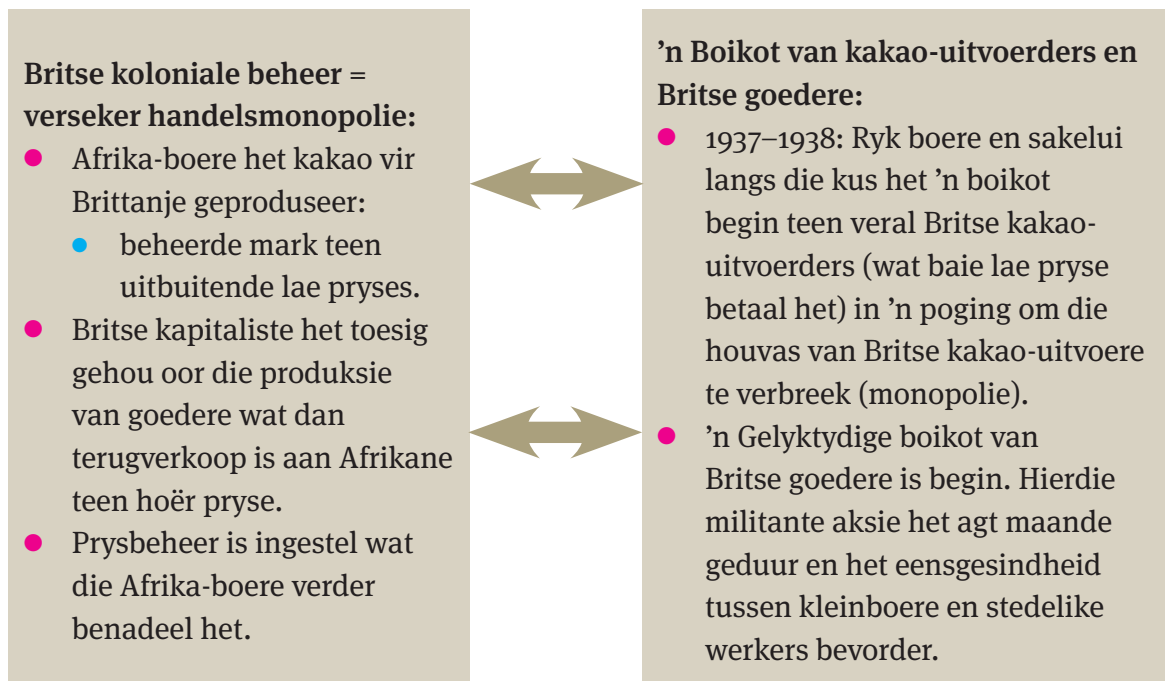 Britse koloniale beheer =
verseker handelsmonopolie:
● Afrika-boere het kakao vir
Brittanje geproduseer:
● beheerde mark teen
uitbuitende lae pryses.
● Britse kapitaliste het toesig
gehou oor die produksie
van goedere wat dan
terugverkoop is aan Afrikane
teen hoër pryse.
● Prysbeheer is ingestel wat
die Afrika-boere verder
benadeel het.
’n Boikot van kakao-uitvoerders en
Britse goedere:
● 1937–1938: Ryk boere en sakelui
langs die kus het ’n boikot
begin teen veral Britse kakao-
uitvoerders (wat baie lae pryse
betaal het) in ’n poging om die
houvas van Britse kakao-uitvoere
te verbreek (monopolie).
● ’n Gelyktydige boikot van
Britse goedere is begin. Hierdie
militante aksie het agt maande
geduur en het eensgesindheid
tussen kleinboere en stedelike
werkers bevorder.